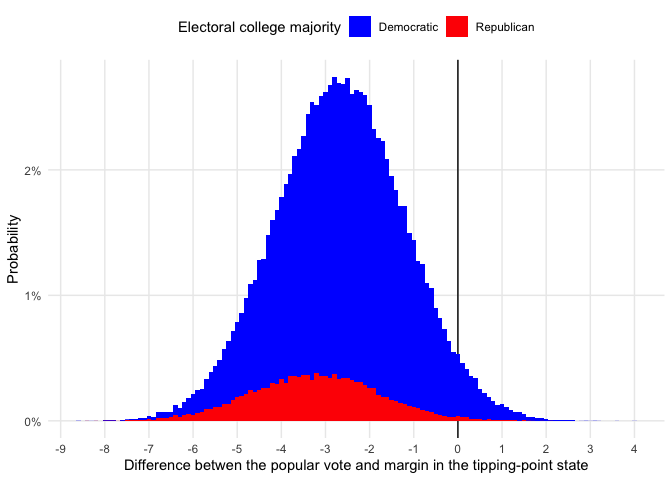 Electoral college majority Democratic Republican
Probability
2%
1%
0%
-9 -8 -7 -6 -5 -4 -3 -2 -1 0 1 2 3 4
Difference betwen the popular vote and margin in the tipping-point state